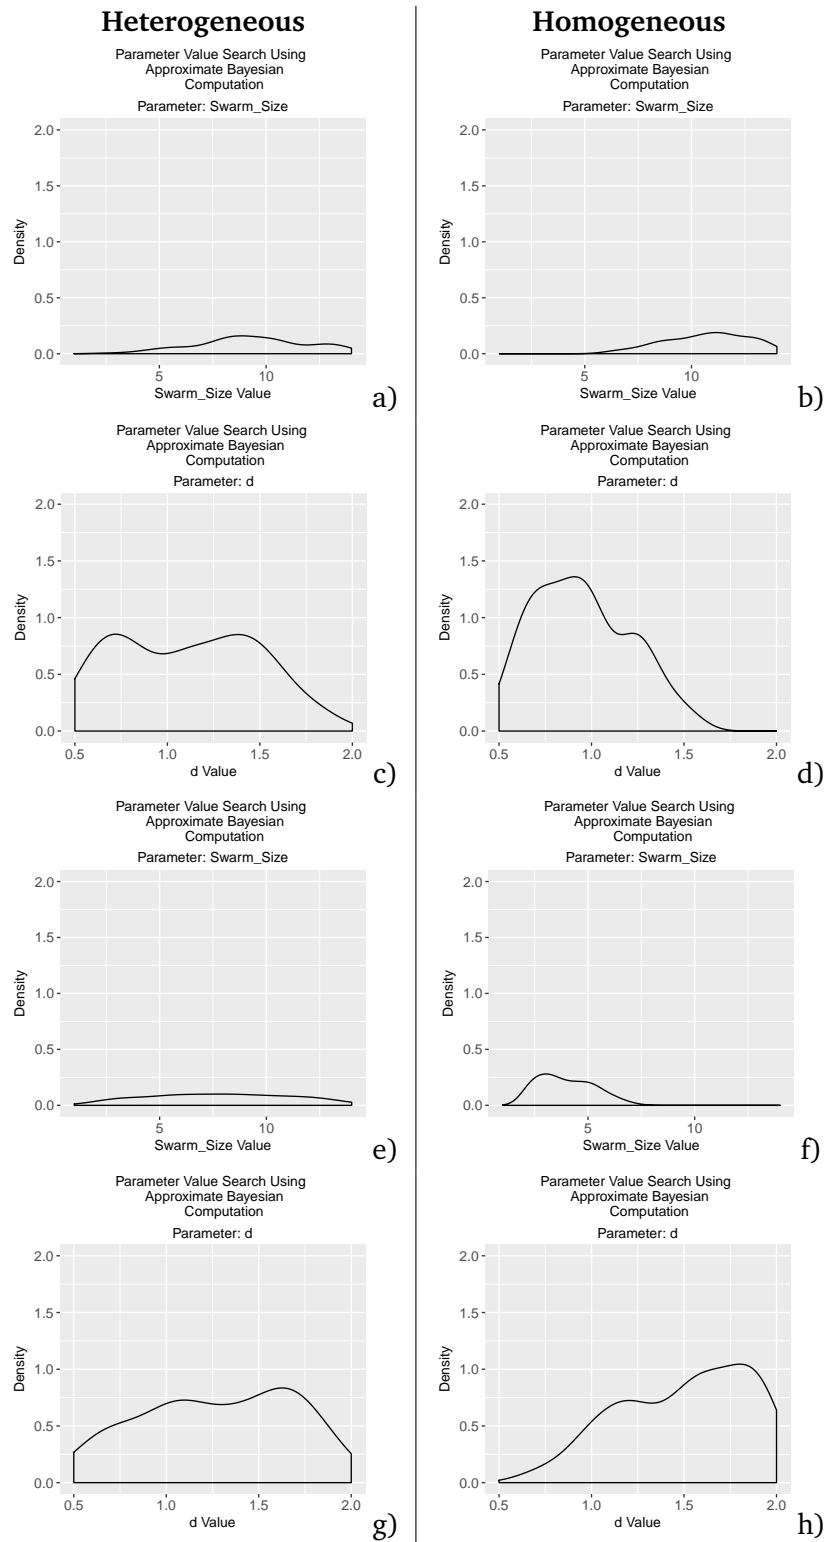 Heterogeneous
Homogeneous
Parameter Value Search Using
Approximate Bayesian
Computation
Parameter: Swarm_Size
2.0
1.5
1.0
0.5
0.0
Density
5 10
Swarm_Size Value
a)
Parameter Value Search Using
Approximate Bayesian
Computation
Parameter: Swarm_Size
2.0
1.5
1.0
0.5
0.0
Density
5 10
Swarm_Size Value
b)
Parameter Value Search Using
Approximate Bayesian
Computation
Parameter: d
2.0
1.5
1.0
0.5
0.0
Density
0.5 1.0 1.5 2.0
d Value
c)
Parameter Value Search Using
Approximate Bayesian
Computation
Parameter: d
2.0
1.5
1.0
0.5
0.0
Density
0.5 1.0 1.5 2.0
d Value
d)
Parameter Value Search Using
Approximate Bayesian
Computation
Parameter: Swarm_Size
2.0
1.5
1.0
0.5
0.0
Density
5 10
Swarm_Size Value
e)
Parameter Value Search Using
Approximate Bayesian
Computation
Parameter: Swarm_Size
2.0
1.5
1.0
0.5
0.0
Density
5 10
Swarm_Size Value
f)
Parameter Value Search Using
Approximate Bayesian
Computation
Parameter: d
2.0
1.5
1.0
0.5
0.0
Density
0.5 1.0 1.5 2.0
d Value
g)
Parameter Value Search Using
Approximate Bayesian
Computation
Parameter: d
2.0
1.5
1.0
0.5
0.0
Density
0.5 1.0 1.5 2.0
d Value
h)